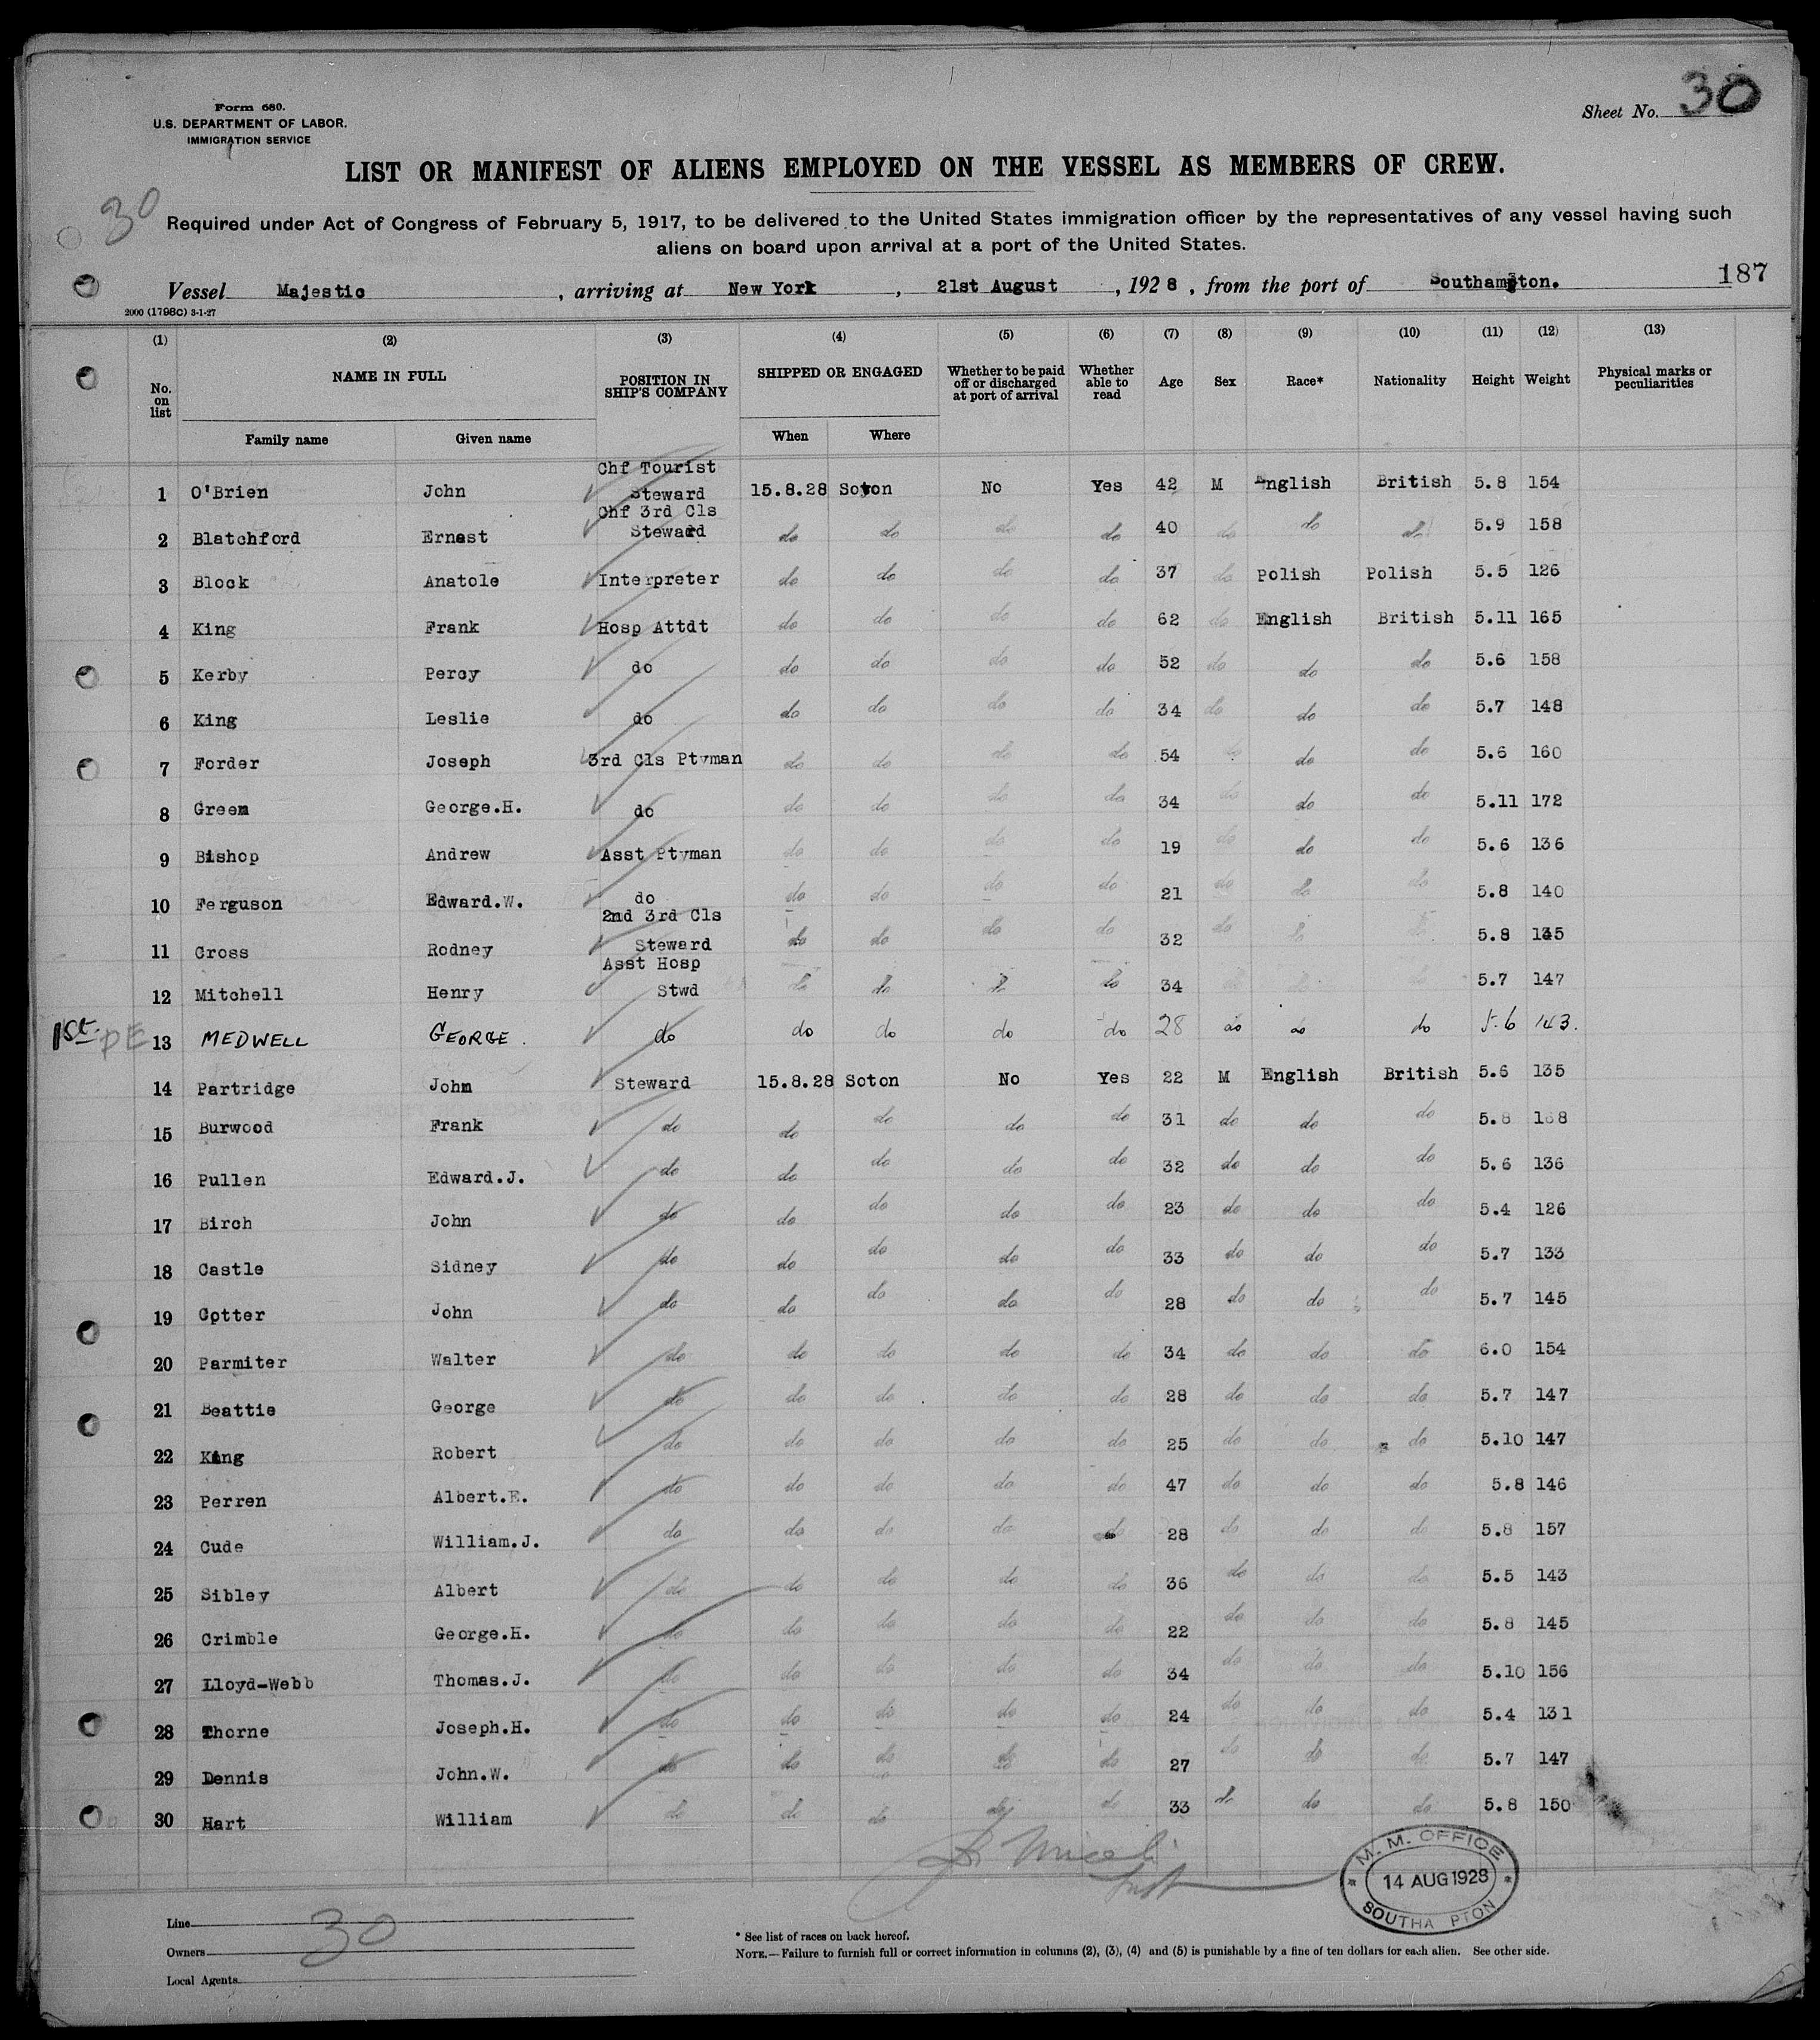 Form 680.
U.S. DEPARTMENT OF LABOR.
IMMIGRATION SERVICE
Sheet No. 30
LIST OR MANIFEST OF ALIENS EMPLOYED ON THE VESSEL AS MEMBERS OF CREW.
30
Required under Act of Congress of February 5, 1917, to be delivered to the United States immigration officer by the representatives of any vessel having such
aliens on board upon arrival at a port of the United States.
Vessel Majestic, arriving at New York, 21st August, 1928, from the port of Southampton. 187
2000 (1798C) 3-1-27
(1) (2) (3) (4) (5) (6) (7) (8) (9) (10) (11) (12) (13)
No. on list NAME IN FULL POSITION IN SHIP'S COMPANY SHIPPED OR ENGAGED Whether to be paid off or discharged at port of arrival Whether able to read Age Sex Race* Nationality Height Weight Physical marks or peculiarities
Family name Given name When Where
1 O'Brien John Chf Tourist Steward 15.8.28 Soton No Yes 42 M English British 5.8 154
2 Blatchford Ernest Chf 3rd Cls Steward do do do do 40 do do do 5.9 158
3 Block Anatole Interpreter do do do do 37 do Polish Polish 5.5 126
4 King Frank Hosp Attdt do do do do 62 do English British 5.11 165
5 Kerby Percy do do do do do 52 do do do 5.6 158
6 King Leslie do do do do do 34 do do do 5.7 148
7 Forder Joseph 3rd Cls Ptyman do do do do 54 do do do 5.6 160
8 Green George.H. do do do do do 34 do do do 5.11 172
9 Bishop Andrew Asst Ptyman do do do do 19 do do do 5.6 136
10 Ferguson Edward.W. do do do do do 21 do do do 5.8 140
11 Cross Rodney 2nd 3rd Cls Steward do do do do 32 do do do 5.8 135
12 Mitchell Henry Asst Hosp Stwd do do do do 34 do do do 5.7 147
1st PE 13 MEDWELL GEORGE. do do do do do 28 do do do 5.6 143.
14 Partridge John Steward 15.8.28 Soton No Yes 22 M English British 5.6 135
15 Burwood Frank do do do do do 31 do do do 5.8
16 Pullen Edward.J. do do do do do 32 do do do 5.6 136
17 Birch John do do do do do 23 do do do 5.4 126
18 Castle Sidney do do do do do 33 do do do 5.7 133
19 Cotter John do do do do do 28 do do do 5.7 145
20 Parmiter Walter do do do do do 34 do do do 6.0 154
21 Beattie George do do do do do 28 do do do 5.7 147
22 King Robert do do do do do 25 do do do 5.10 147
23 Perren Albert.E. do do do do do 47 do do do 5.8 146
24 Cude William.J. do do do do do 28 do do do 5.8 157
25 Sibley Albert do do do do do 36 do do do 5.5 143
26 Crimble George.H. do do do do do 22 do do do 5.8 145
27 Lloyd-Webb Thomas.J. do do do do do 34 do do do 5.10 156
28 Thorne Joseph.H. do do do do do 24 do do do 5.4 131
29 Dennis John.W. do do do do do 27 do do do 5.7 147
30 Hart William do do do do do 33 do do do 5.8 150
M. M. OFFICE
14 AUG 1928
SOUTHA PTON
Line
30
Owners
Local Agents
* See list of races on back hereof.
NOTE.—Failure to furnish full or correct information in columns (2), (3), (4) and (5) is punishable by a fine of ten dollars for each alien. See other side.